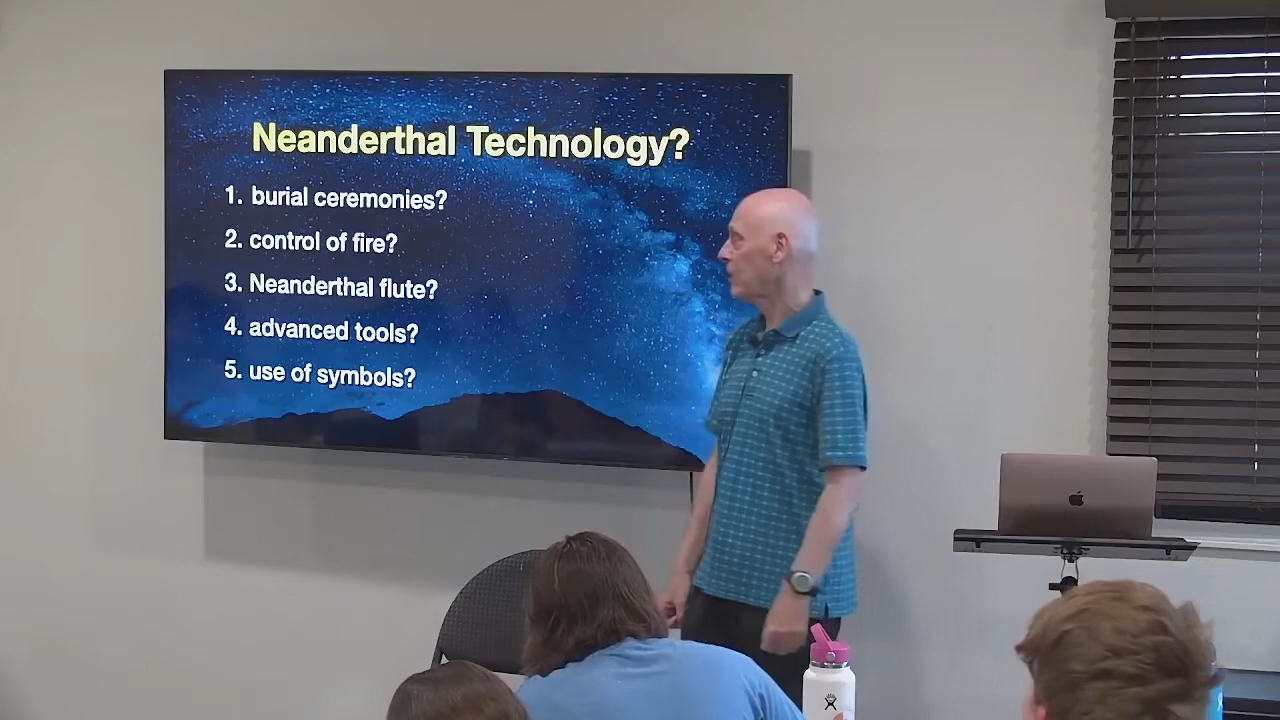 Neanderthal Technology?
1. burial ceremonies?
2. control of fire?
3. Neanderthal flute?
4. advanced tools?
5. use of symbols?